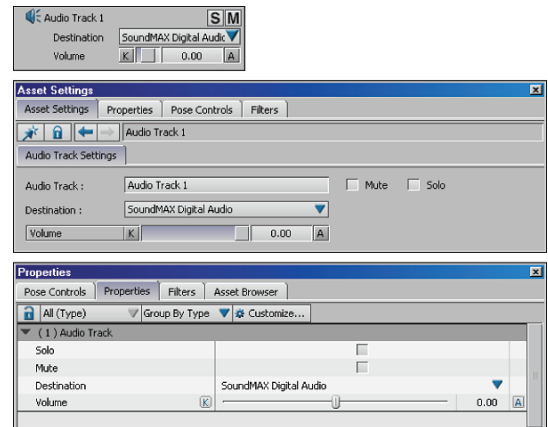 Audio Track 1 S M
Destination SoundMAX Digital Audic
Volume K 0.00 A
Asset Settings
Asset Settings Properties Pose Controls Filters
Audio Track 1
Audio Track Settings
Audio Track : Audio Track 1 Mute Solo
Destination : SoundMAX Digital Audio
Volume K 0.00 A
Properties
Pose Controls Properties Filters Asset Browser
All (Type) Group By Type Customize...
( 1 ) Audio Track
Solo
Mute
Destination SoundMAX Digital Audio
Volume K 0.00 A